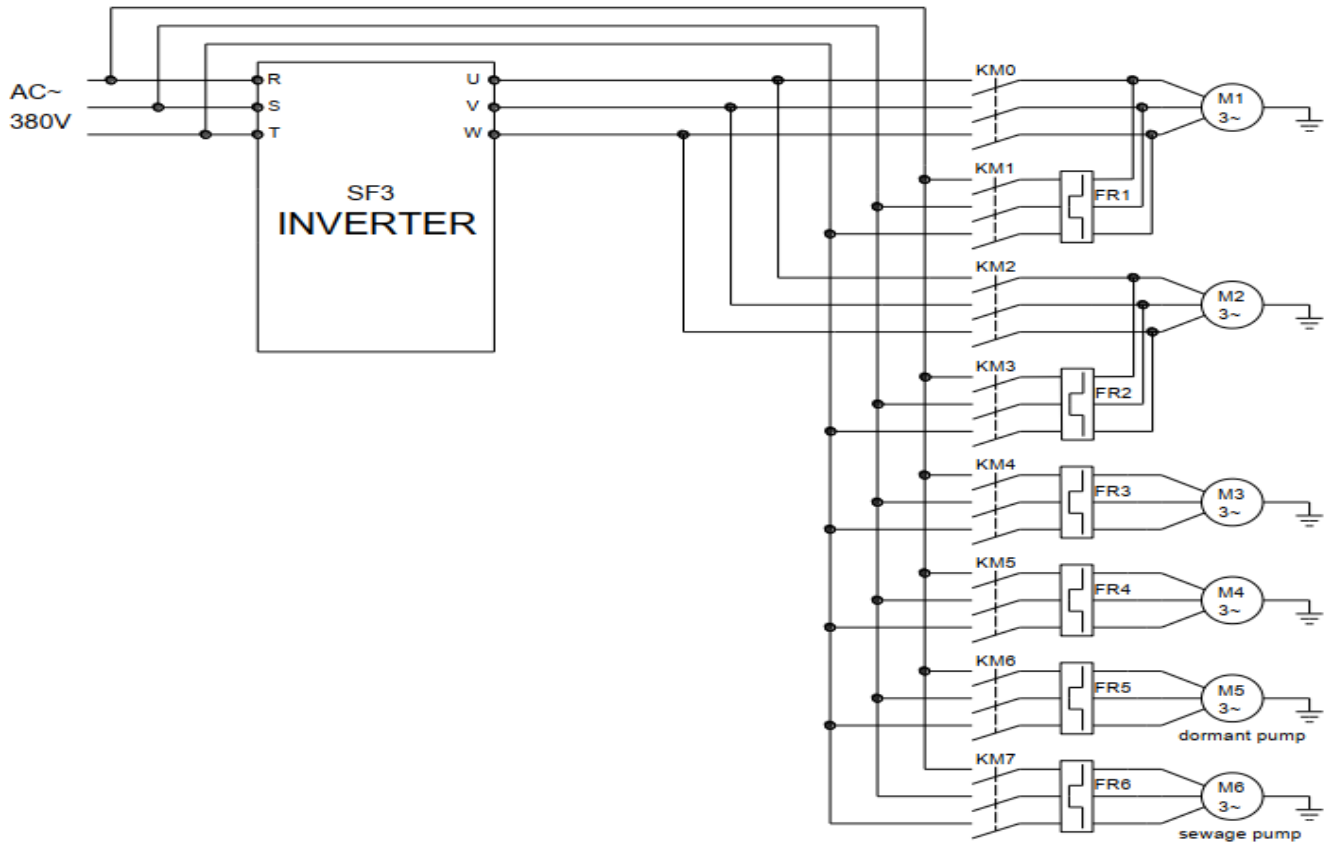 AC~
380V
R
S
T
U
V
W
SF3
INVERTER
KM0
M1
3~
KM1
FR1
KM2
M2
3~
KM3
FR2
KM4
FR3
M3
3~
KM5
FR4
M4
3~
KM6
FR5
M5
3~
dormant pump
KM7
FR6
M6
3~
sewage pump